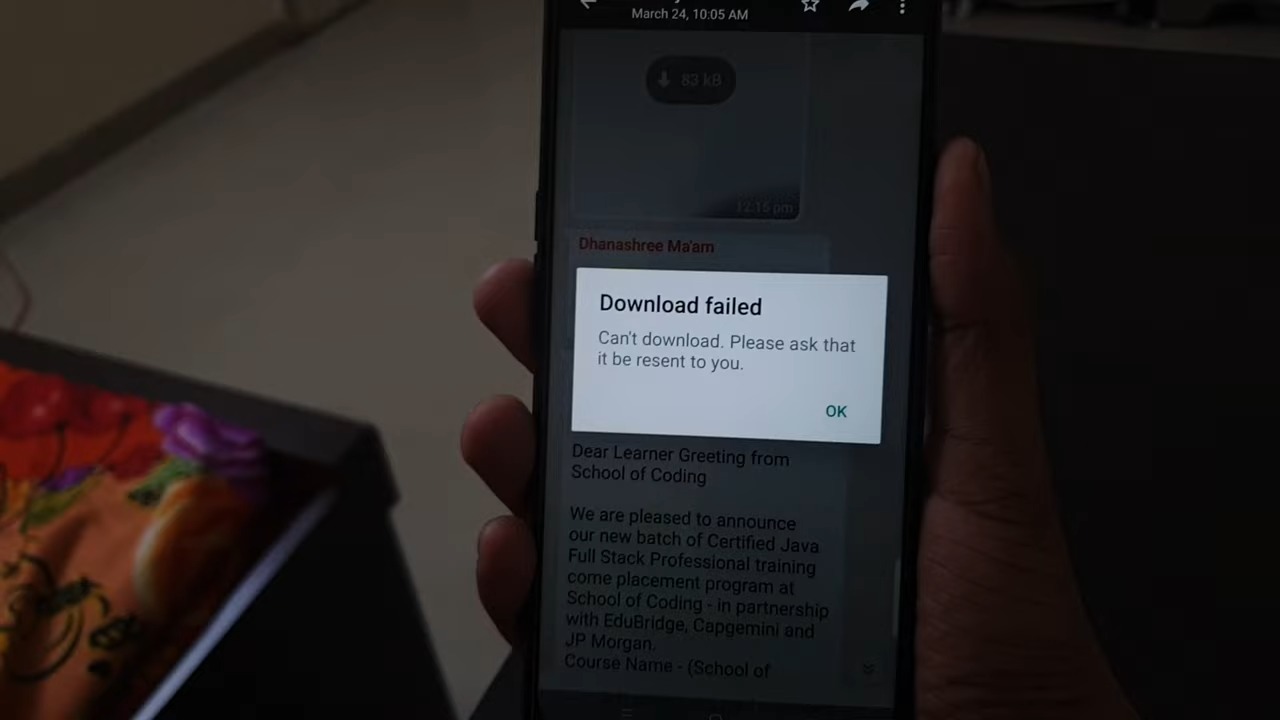 March 24, 10:05 AM
83 kB
12:15 pm
Dhanashree Ma'am
Download failed
Can't download. Please ask that
it be resent to you.
OK
Dear Learner Greeting from
School of Coding
We are pleased to announce
our new batch of Certified Java
Full Stack Professional training
come placement program at
School of Coding - in partnership
with EduBridge, Capgemini and
JP Morgan.
Course Name - (School of